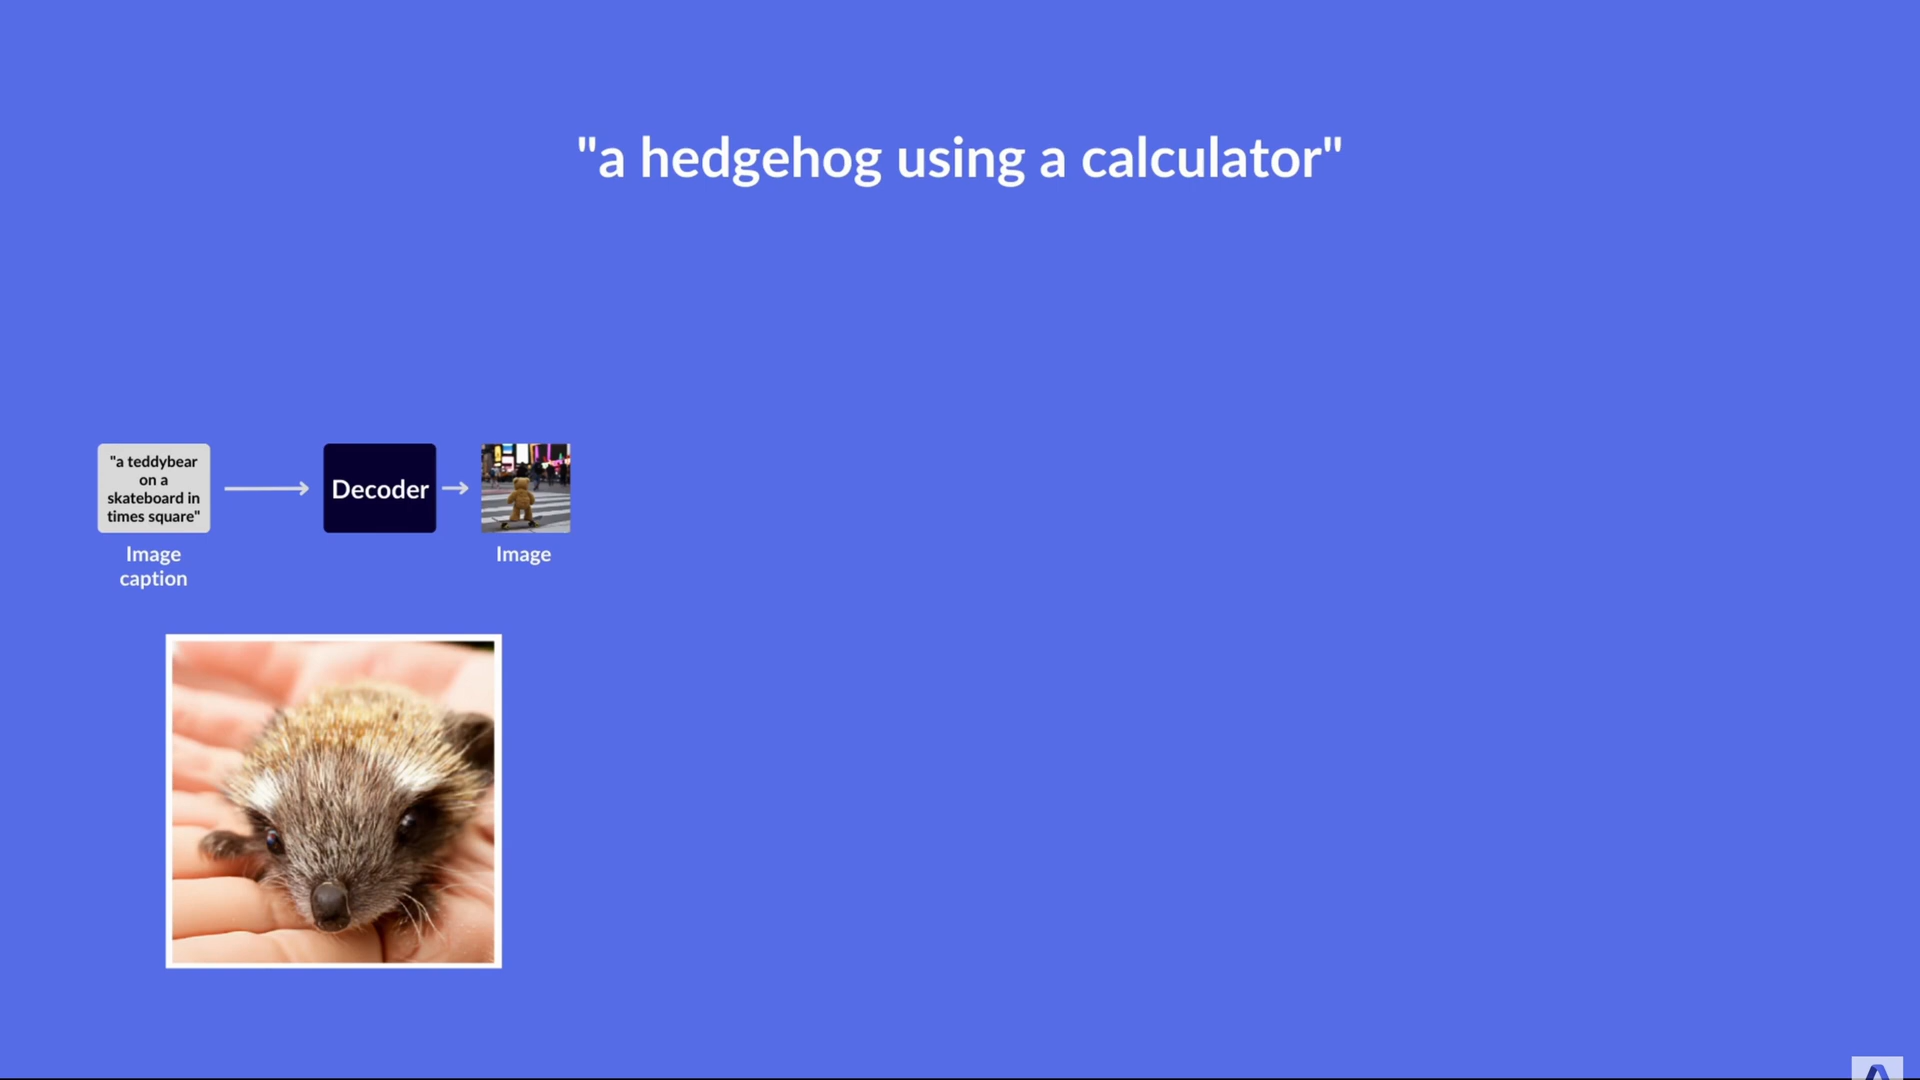 "a hedgehog using a calculator"
"a teddybear
on a
skateboard in
times square"
Decoder
Image
caption
Image